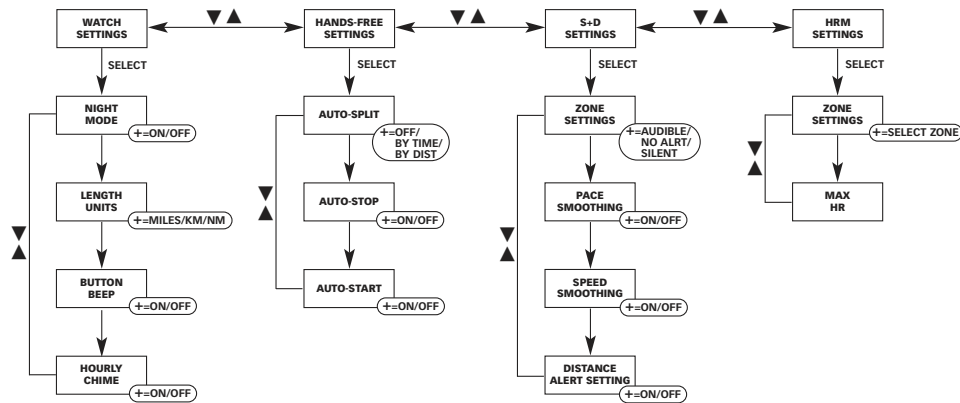 WATCH
SETTINGS
▼ ▲
HANDS-FREE
SETTINGS
▼ ▲
S+D
SETTINGS
▼ ▲
HRM
SETTINGS
SELECT
SELECT
SELECT
SELECT
NIGHT
MODE
+=ON/OFF
AUTO-SPLIT
+=OFF/
BY TIME/
BY DIST
ZONE
SETTINGS
+=AUDIBLE/
NO ALRT/
SILENT
ZONE
SETTINGS
+=SELECT ZONE
▼
▲
LENGTH
UNITS
+=MILES/KM/NM
▼
▲
AUTO-STOP
+=ON/OFF
PACE
SMOOTHING
+=ON/OFF
MAX
HR
▼
▲
▼
▲
BUTTON
BEEP
+=ON/OFF
AUTO-START
+=ON/OFF
SPEED
SMOOTHING
+=ON/OFF
HOURLY
CHIME
+=ON/OFF
DISTANCE
ALERT SETTING
+=ON/OFF